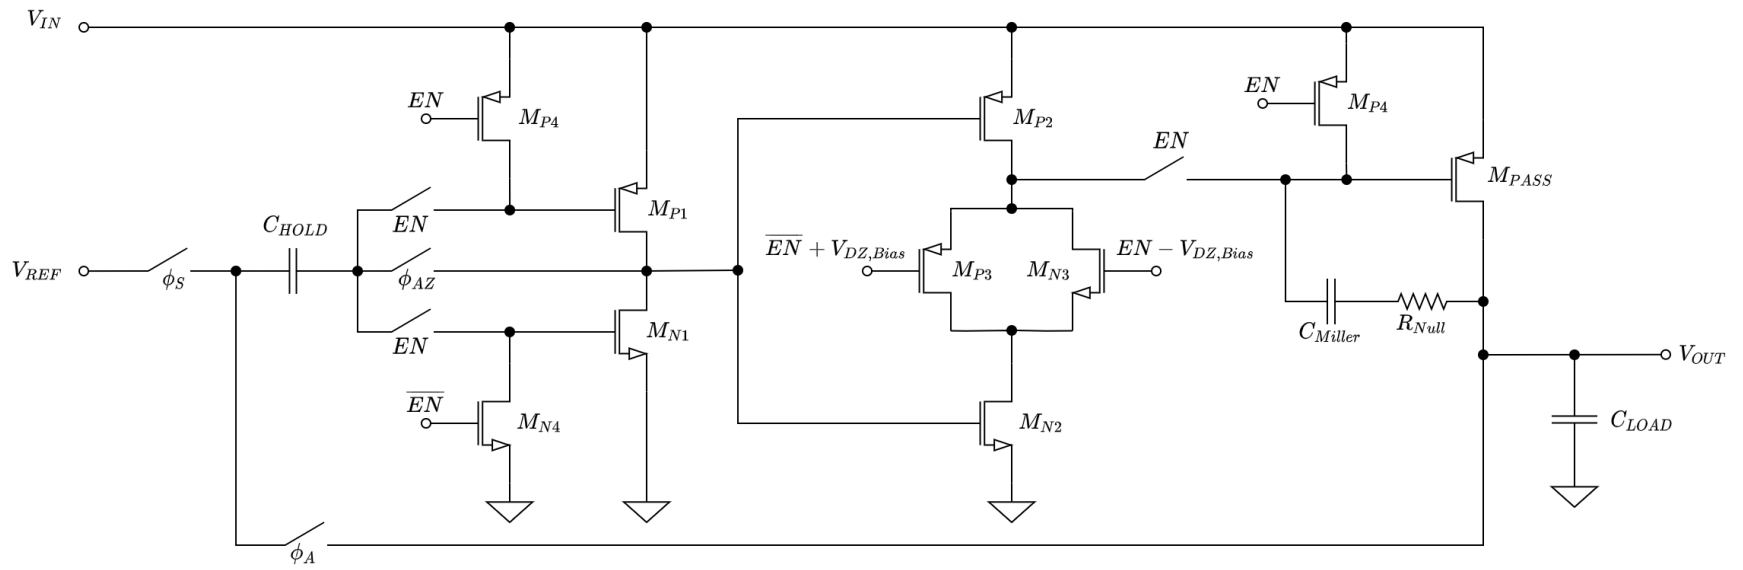 V_IN
EN
M_P4
M_P2
EN
M_P4
EN
M_PASS
C_HOLD
EN
M_P1
V_REF
ϕ_S
ϕ_AZ
\overline{EN} + V_DZ,Bias
M_P3
M_N3
EN − V_DZ,Bias
EN
M_N1
C_Miller
R_Null
V_OUT
\overline{EN}
M_N4
M_N2
C_LOAD
ϕ_A